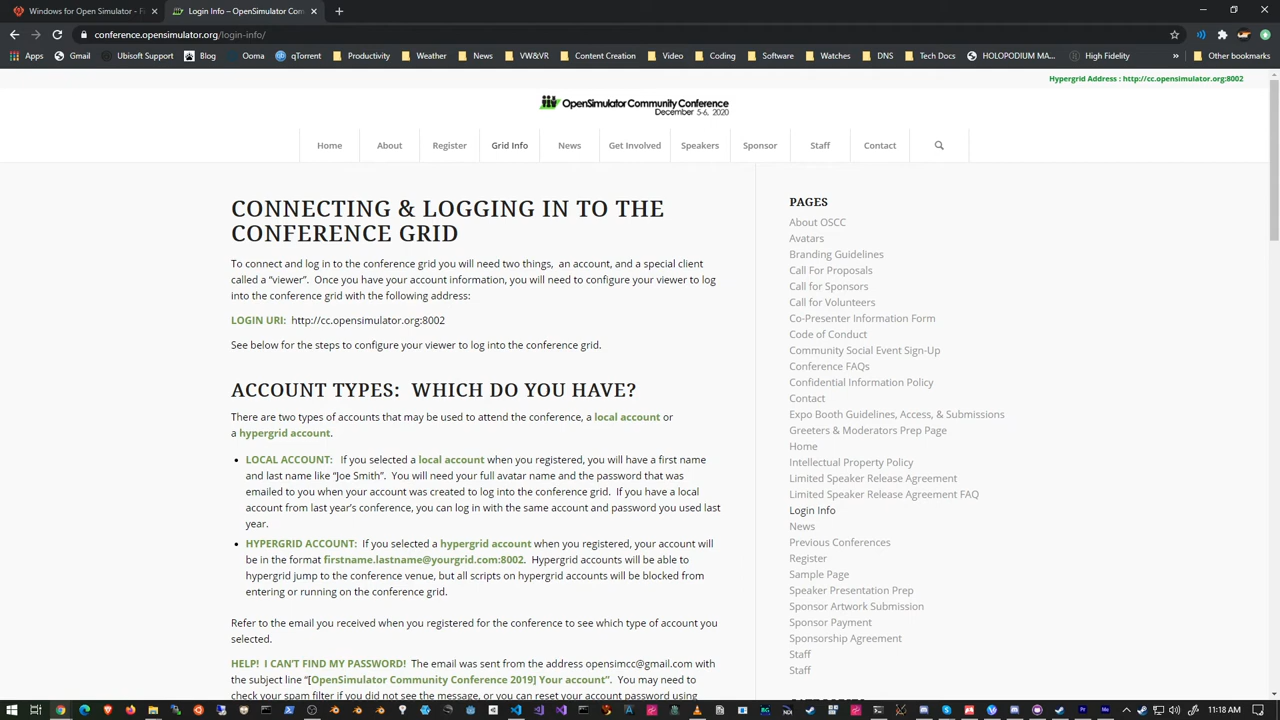 Windows for OpenSimulator - F
Login Info – OpenSimulator Con
conference.opensimulator.org/login-info/
Apps Gmail Ubisoft Support Blog Ooma qTorrent Productivity Weather News VW&VR Content Creation Video Coding Software Watches DNS Tech Docs HOLOPODIUM MA... High Fidelity » Other bookmarks
Hypergrid Address : http://cc.opensimulator.org:8002
OpenSimulator Community Conference
December 5-6, 2020
Home About Register Grid Info News Get Involved Speakers Sponsor Staff Contact
CONNECTING & LOGGING IN TO THE
CONFERENCE GRID
To connect and log in to the conference grid you will need two things, an account, and a special client
called a “viewer”. Once you have your account information, you will need to configure your viewer to log
into the conference grid with the following address:
LOGIN URI: http://cc.opensimulator.org:8002
See below for the steps to configure your viewer to log into the conference grid.
ACCOUNT TYPES: WHICH DO YOU HAVE?
There are two types of accounts that may be used to attend the conference, a local account or
a hypergrid account.
• LOCAL ACCOUNT: If you selected a local account when you registered, you will have a first name
and last name like “Joe Smith”. You will need your full avatar name and the password that was
emailed to you when your account was created to log into the conference grid. If you have a local
account from last year’s conference, you can log in with the same account and password you used last
year.
• HYPERGRID ACCOUNT: If you selected a hypergrid account when you registered, your account will
be in the format firstname.lastname@yourgrid.com:8002. Hypergrid accounts will be able to
hypergrid jump to the conference venue, but all scripts on hypergrid accounts will be blocked from
entering or running on the conference grid.
Refer to the email you received when you registered for the conference to see which type of account you
selected.
HELP! I CAN’T FIND MY PASSWORD! The email was sent from the address opensimcc@gmail.com with
the subject line “[OpenSimulator Community Conference 2019] Your account”. You may need to
check your spam filter if you did not see the message, or you can reset your account password using
PAGES
About OSCC
Avatars
Branding Guidelines
Call For Proposals
Call for Sponsors
Call for Volunteers
Co-Presenter Information Form
Code of Conduct
Community Social Event Sign-Up
Conference FAQs
Confidential Information Policy
Contact
Expo Booth Guidelines, Access, & Submissions
Greeters & Moderators Prep Page
Home
Intellectual Property Policy
Limited Speaker Release Agreement
Limited Speaker Release Agreement FAQ
Login Info
News
Previous Conferences
Register
Sample Page
Speaker Presentation Prep
Sponsor Artwork Submission
Sponsor Payment
Sponsorship Agreement
Staff
Staff
11:18 AM